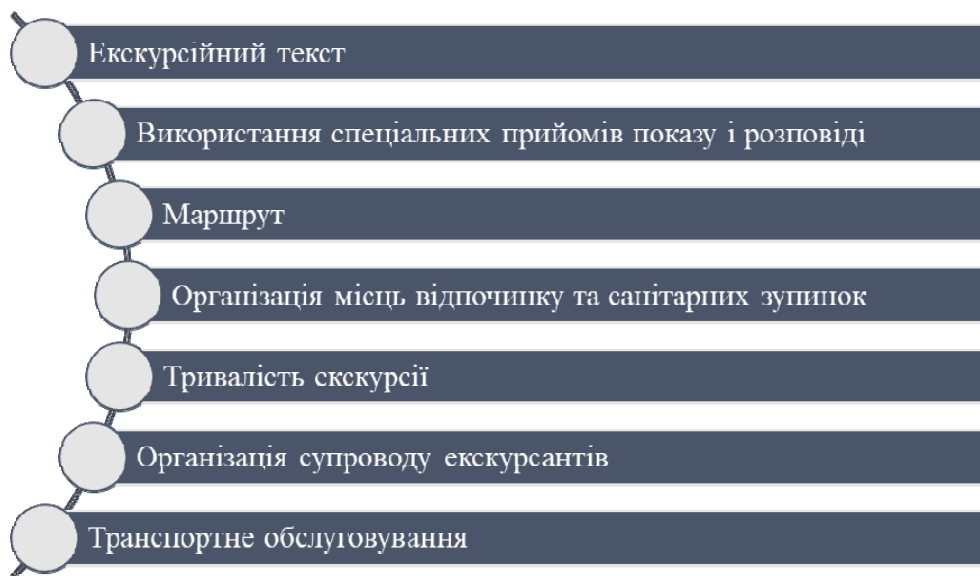 Екскурсійний текст
Використання спеціальних прийомів показу і розповіді
Маршрут
Організація місць відпочинку та санітарних зупинок
Тривалість екскурсії
Організація супроводу екскурсантів
Транспортне обслуговування